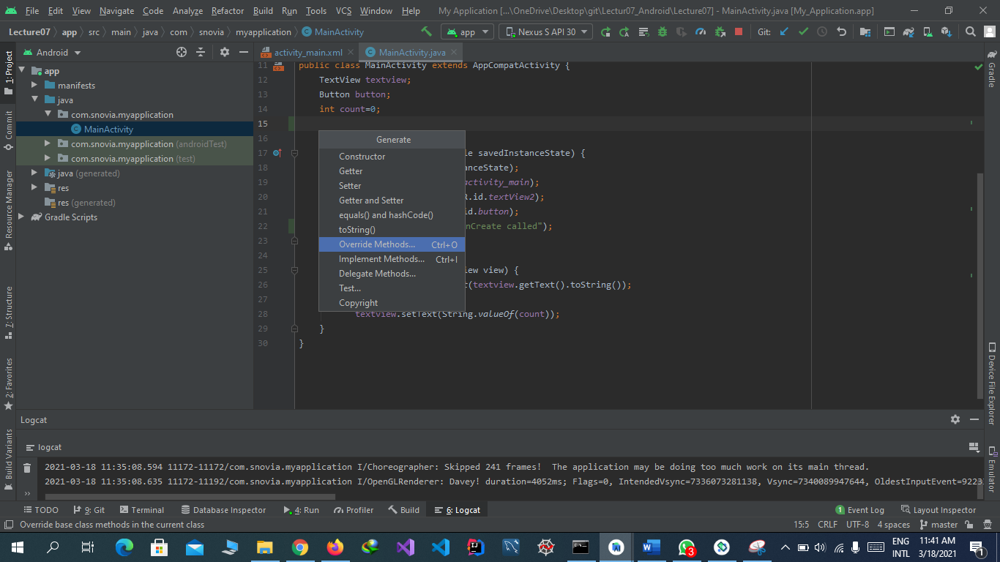 File Edit View Navigate Code Analyze Refactor Build Run Tools VCS Window Help My Application [...\OneDrive\Desktop\git\Lectur07_Android\Lecture07] - MainActivity.java [My_Application.app]
Lecture07 app src main java com snovia myapplication MainActivity app Nexus S API 30 Git:
Android
activity_main.xml MainActivity.java
1: Project
Commit
Resource Manager
7: Structure
2: Favorites
Build Variants
app
manifests
java
com.snovia.myapplication
MainActivity
com.snovia.myapplication (androidTest)
com.snovia.myapplication (test)
java (generated)
res
res (generated)
Gradle Scripts
11 public class MainActivity extends AppCompatActivity {
12 TextView textview;
13 Button button;
14 int count=0;
15
16
17 le savedInstanceState) {
18 anceState);
19 activity_main);
20 R.id.textView2);
21 id.button);
22 onCreate called");
23
24
25 iew view) {
26 t(textview.getText().toString());
27
28 textview.setText(String.valueOf(count));
29 }
30 }
Generate
Constructor
Getter
Setter
Getter and Setter
equals() and hashCode()
toString()
Override Methods... Ctrl+O
Implement Methods... Ctrl+I
Delegate Methods...
Test...
Copyright
Gradle
Device File Explorer
Emulator
Logcat
logcat
2021-03-18 11:35:08.594 11172-11172/com.snovia.myapplication I/Choreographer: Skipped 241 frames! The application may be doing too much work on its main thread.
2021-03-18 11:35:08.635 11172-11192/com.snovia.myapplication I/OpenGLRenderer: Davey! duration=4052ms; Flags=0, IntendedVsync=7336073281138, Vsync=7340089947644, OldestInputEvent=9223
TODO 9: Git Terminal Database Inspector 4: Run Profiler Build 6: Logcat 1 Event Log Layout Inspector
Override base class methods in the current class 15:5 CRLF UTF-8 4 spaces master
3
ENG
INTL
11:41 AM
3/18/2021
1